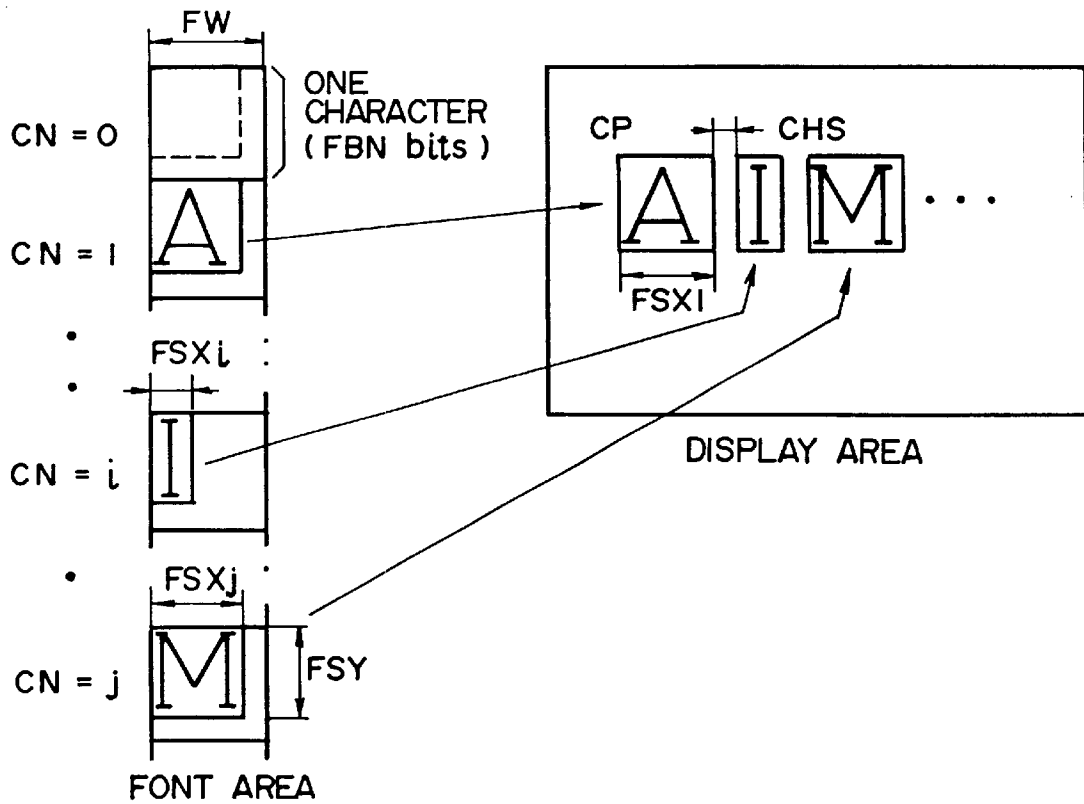 FW
ONE
CHARACTER
(FBN bits)
CN = 0
A
CN = 1
FSXi
I
CN = i
FSXj
M
FSY
CN = j
FONT AREA
CP
CHS
A I M . . .
FSX1
DISPLAY AREA